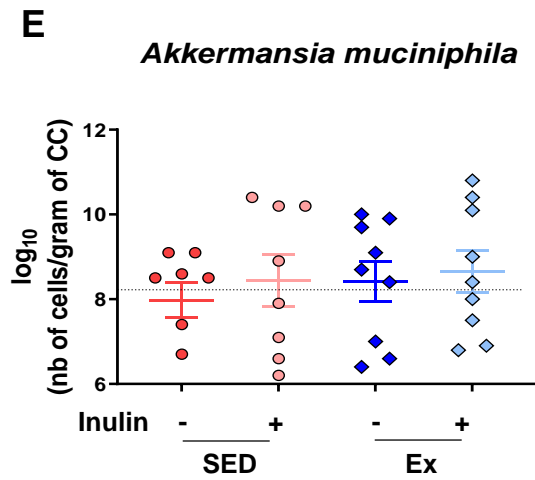 E
Akkermansia muciniphila
log₁₀
(nb of cells/gram of CC)
12
10
8
6
Inulin - + - +
SED Ex